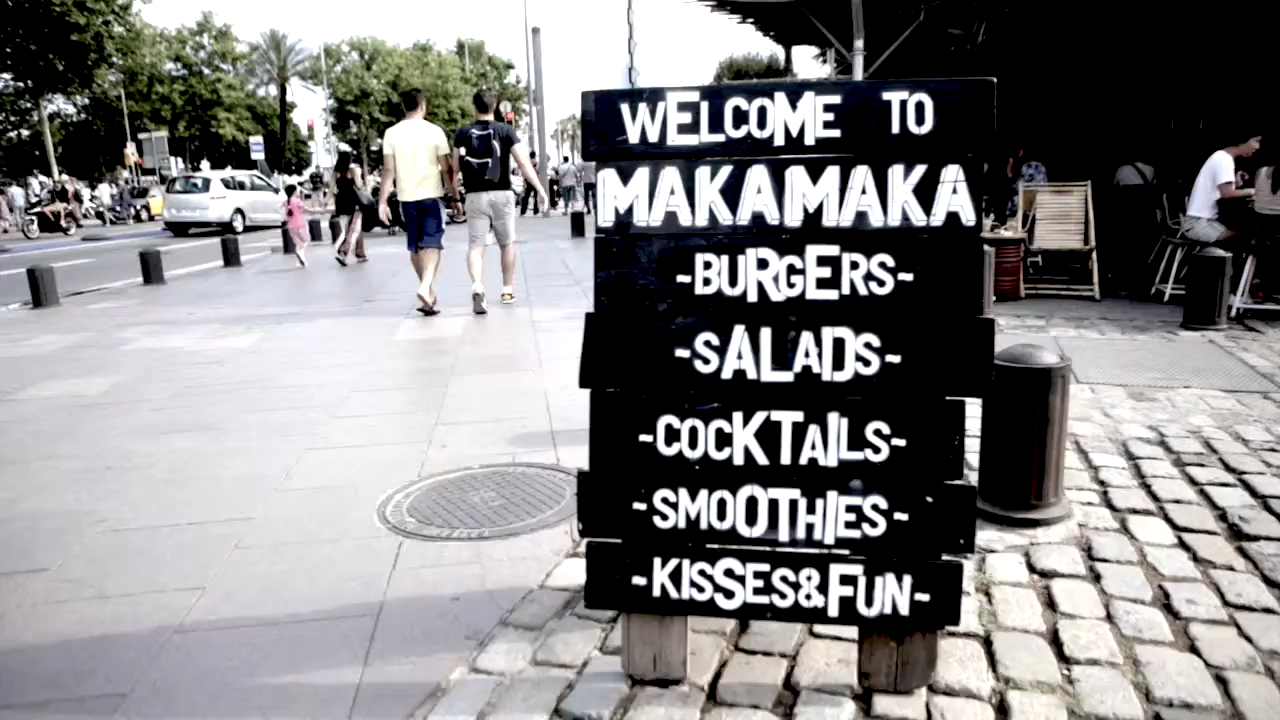 WELCOME TO
MAKAMAKA
-BURGERS-
-SALADS-
-COCKTAILS-
-SMOOTHIES-
-KISSES&FUN-